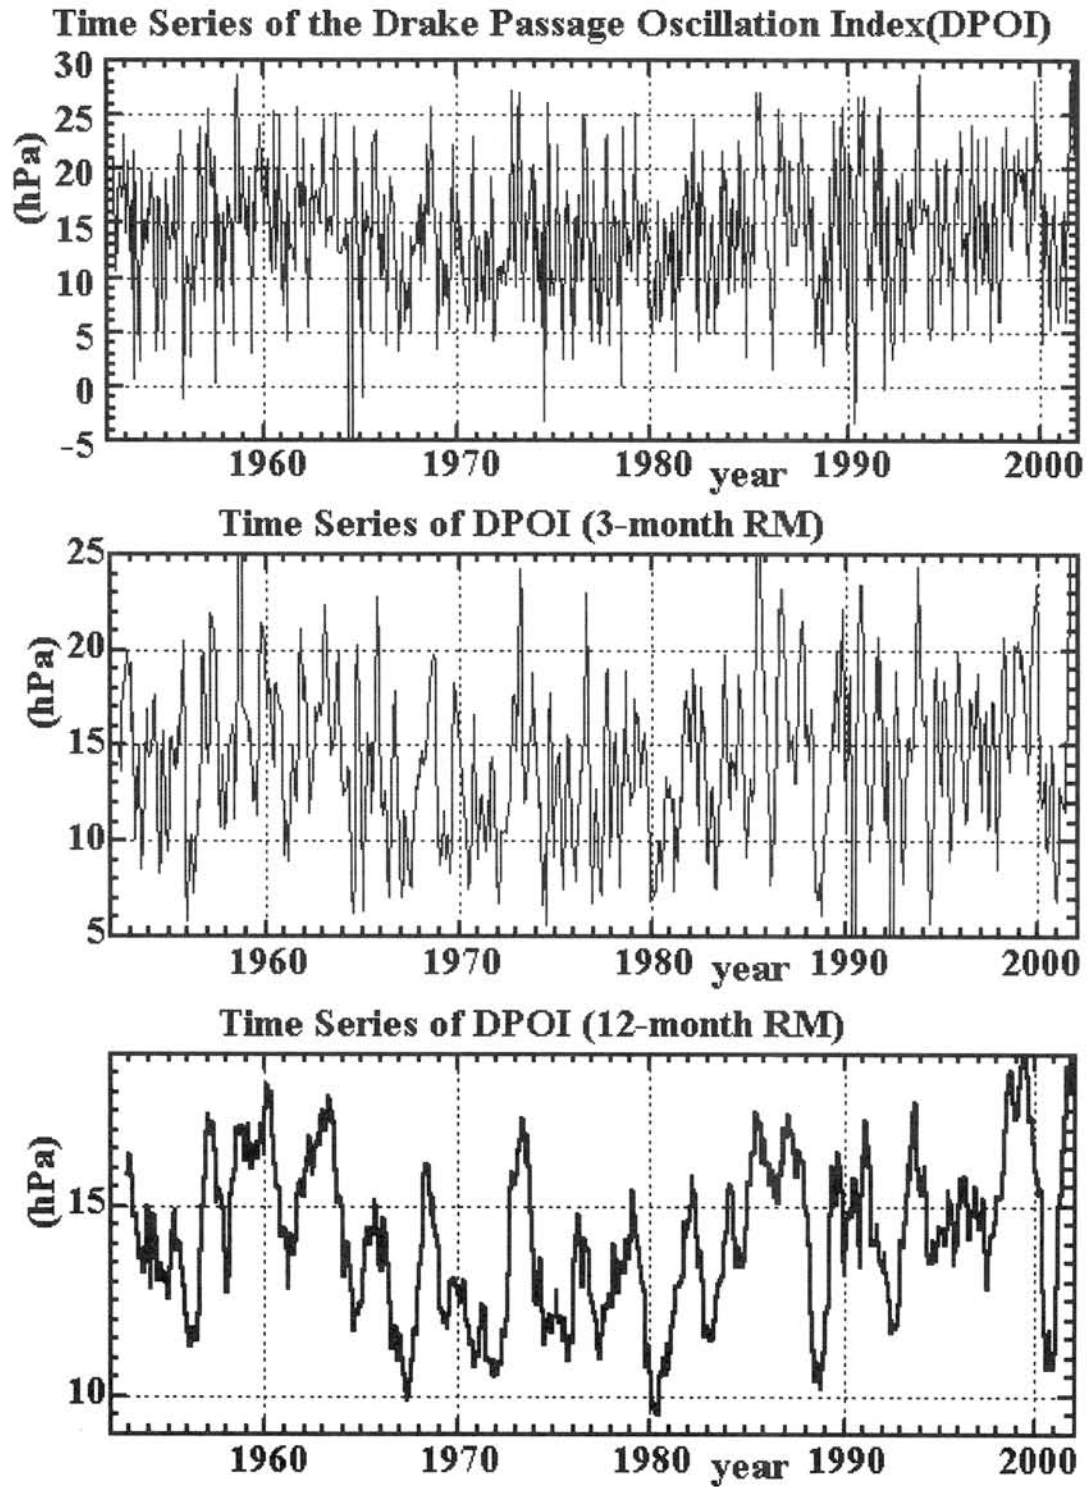 Time Series of the Drake Passage Oscillation Index(DPOI)
30
25
20
15
10
5
0
-5
(hPa)
1960 1970 1980 year 1990 2000
Time Series of DPOI (3-month RM)
25
20
15
10
5
(hPa)
1960 1970 1980 year 1990 2000
Time Series of DPOI (12-month RM)
15
10
(hPa)
1960 1970 1980 year 1990 2000